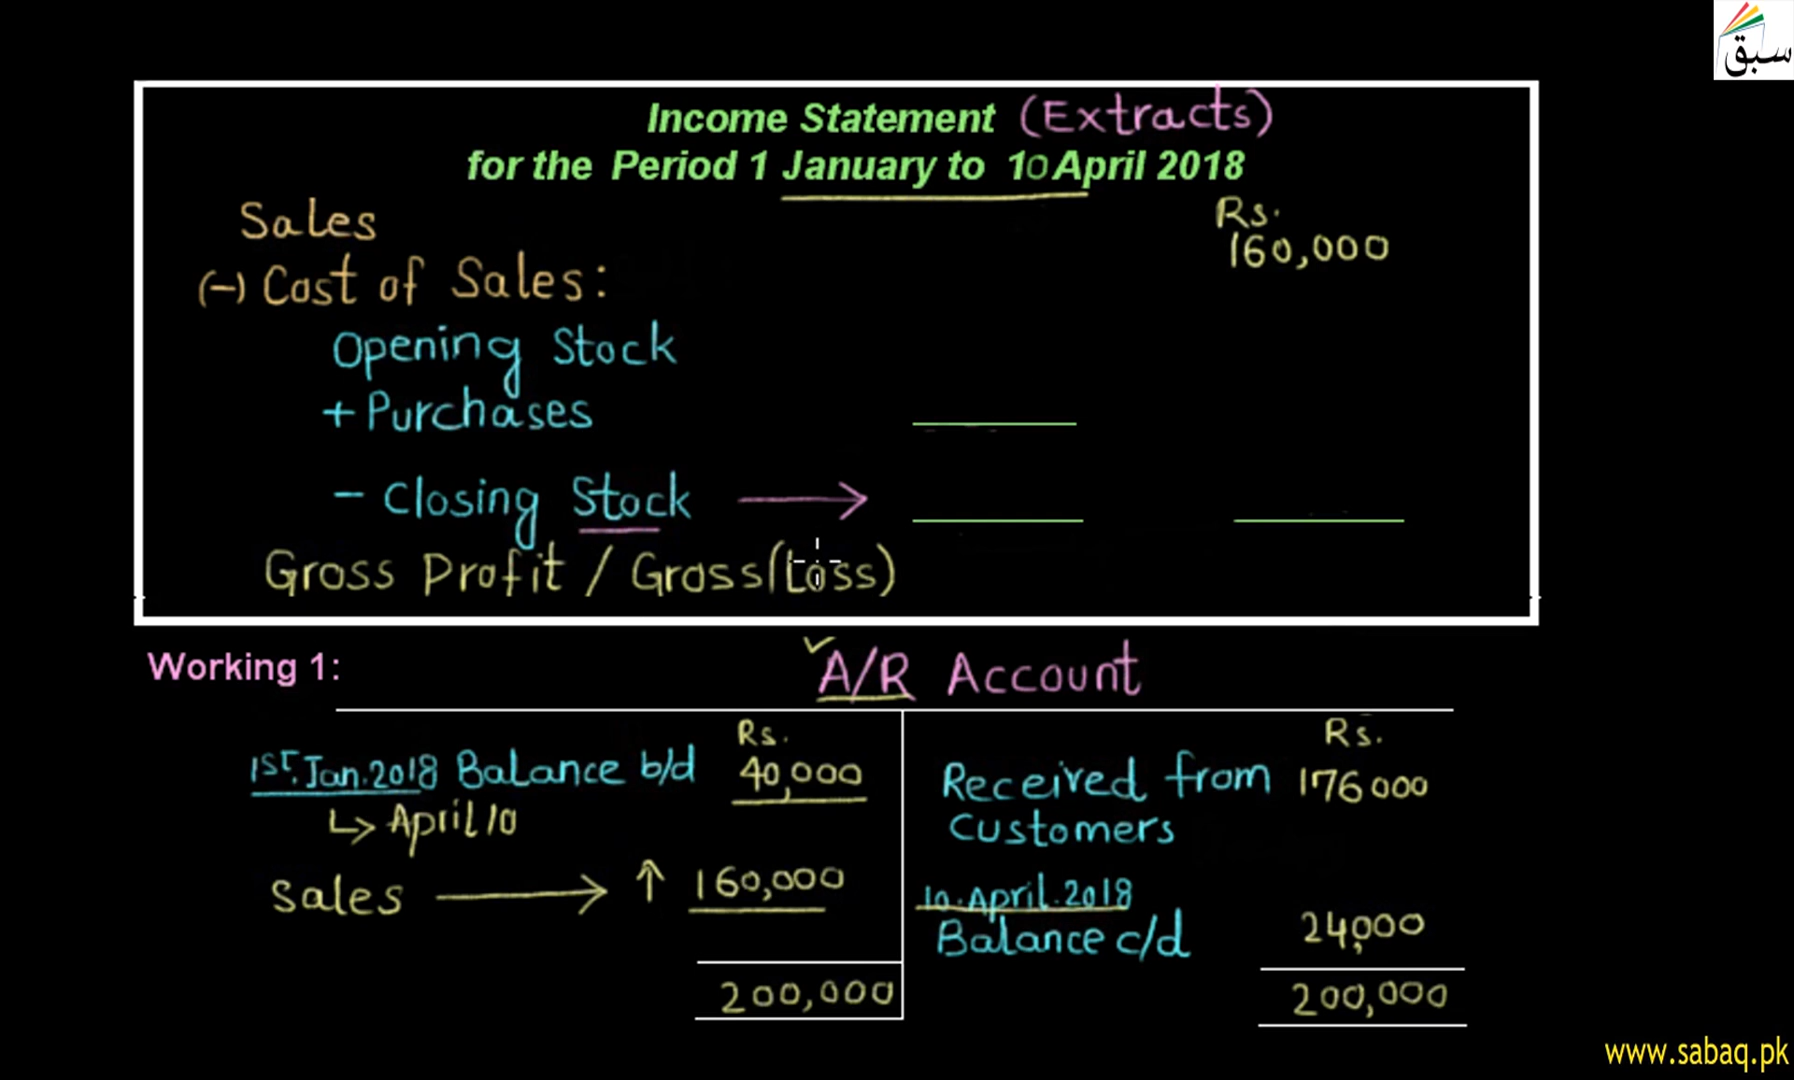 سبق
Income Statement (Extracts)
for the Period 1 January to 10 April 2018
Rs.
Sales 160,000
(-) Cost of Sales:
Opening Stock
+ Purchases
- Closing Stock →
Gross Profit / Gross (Loss)
Working 1: A/R Account
Rs. Rs.
1st. Jan. 2018 Balance b/d 40,000 Received from 176000
↳ April 10 Customers
Sales → ↑ 160,000 10. April. 2018
Balance c/d 24,000
200,000 200,000
www.sabaq.pk